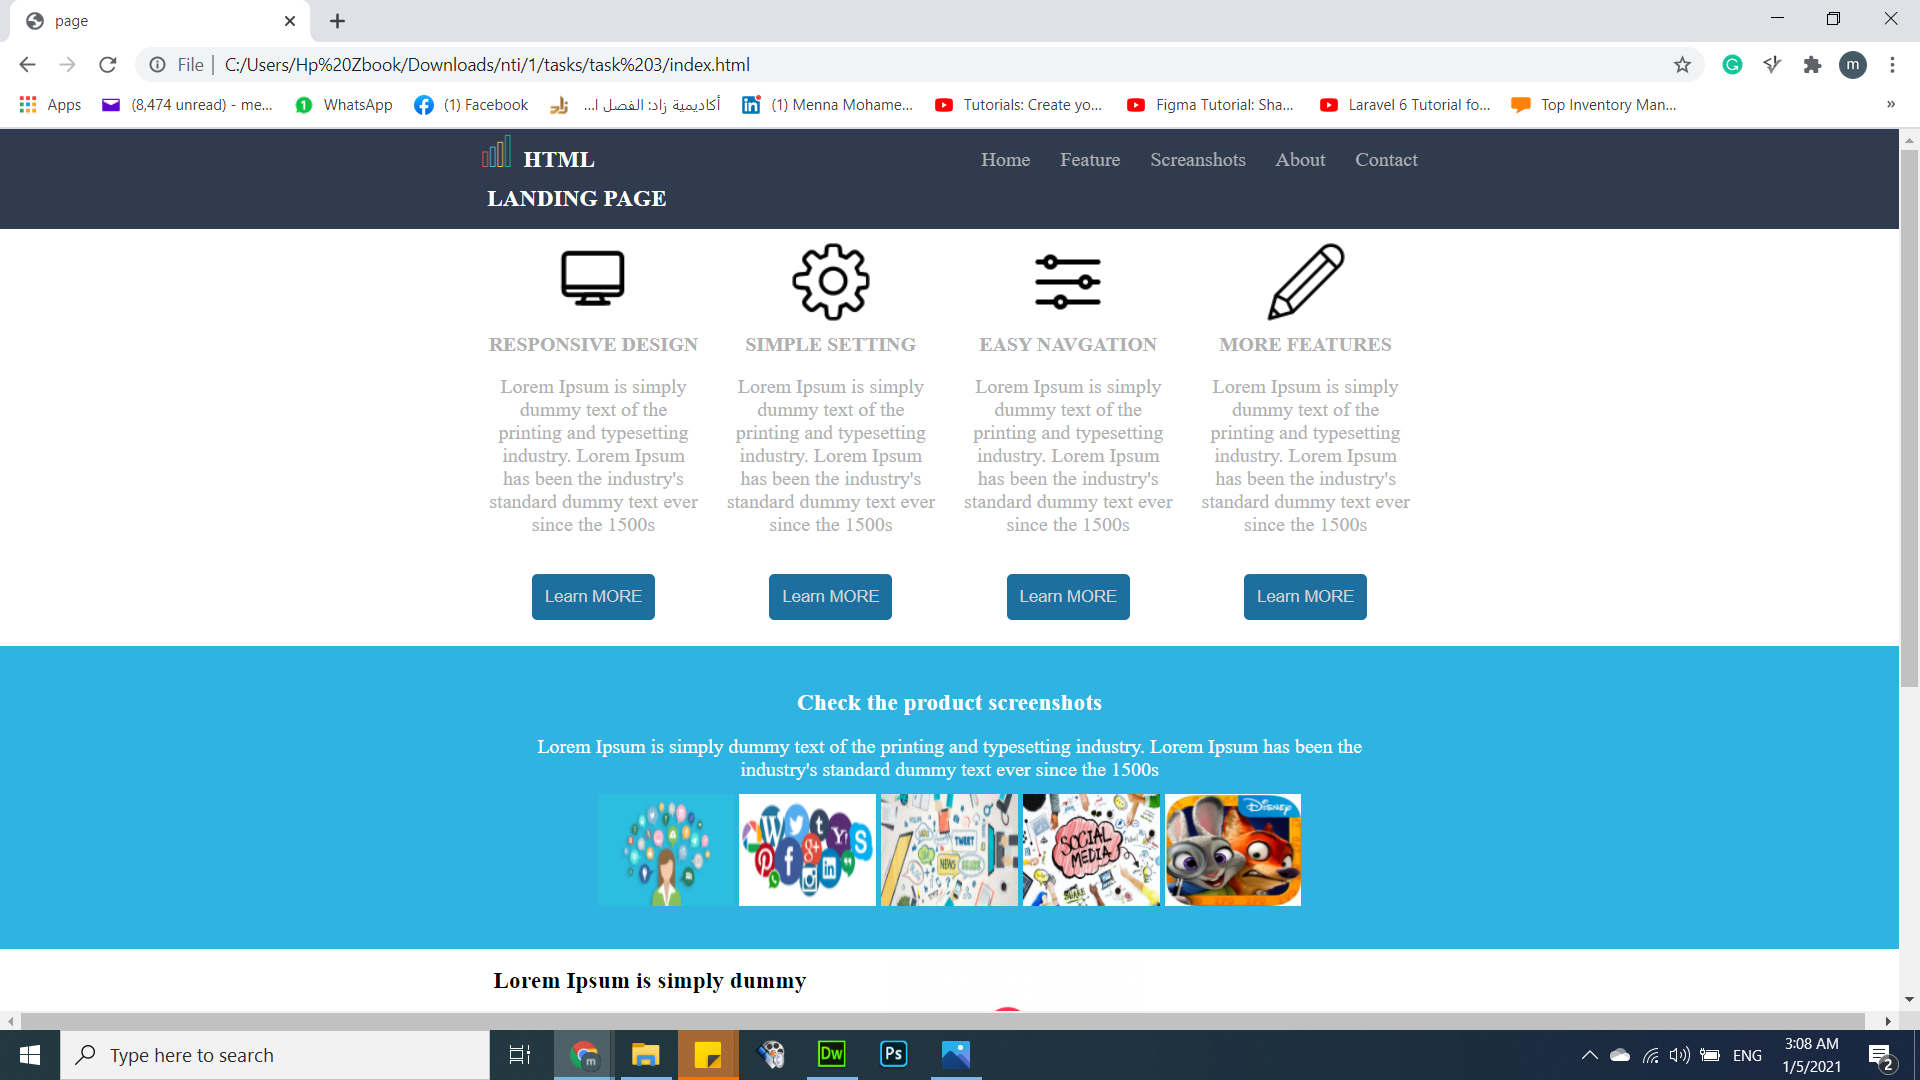 page
File
C:/Users/Hp%20Zbook/Downloads/nti/1/tasks/task%203/index.html
m
Apps
(8,474 unread) - me...
WhatsApp
(1) Facebook
أكاديمية زاد: الفصل ا...
(1) Menna Mohame...
Tutorials: Create yo...
Figma Tutorial: Sha...
Laravel 6 Tutorial fo...
Top Inventory Man...
»
HTML
LANDING PAGE
Home
Feature
Screanshots
About
Contact
RESPONSIVE DESIGN
Lorem Ipsum is simply
dummy text of the
printing and typesetting
industry. Lorem Ipsum
has been the industry's
standard dummy text ever
since the 1500s
Learn MORE
SIMPLE SETTING
Lorem Ipsum is simply
dummy text of the
printing and typesetting
industry. Lorem Ipsum
has been the industry's
standard dummy text ever
since the 1500s
Learn MORE
EASY NAVGATION
Lorem Ipsum is simply
dummy text of the
printing and typesetting
industry. Lorem Ipsum
has been the industry's
standard dummy text ever
since the 1500s
Learn MORE
MORE FEATURES
Lorem Ipsum is simply
dummy text of the
printing and typesetting
industry. Lorem Ipsum
has been the industry's
standard dummy text ever
since the 1500s
Learn MORE
Check the product screenshots
Lorem Ipsum is simply dummy text of the printing and typesetting industry. Lorem Ipsum has been the
industry's standard dummy text ever since the 1500s
TWEET
NEWS
SOCIAL
MEDIA
SHARE
DISNEY
Lorem Ipsum is simply dummy
Type here to search
m
Dw
Ps
ENG
3:08 AM
1/5/2021
2